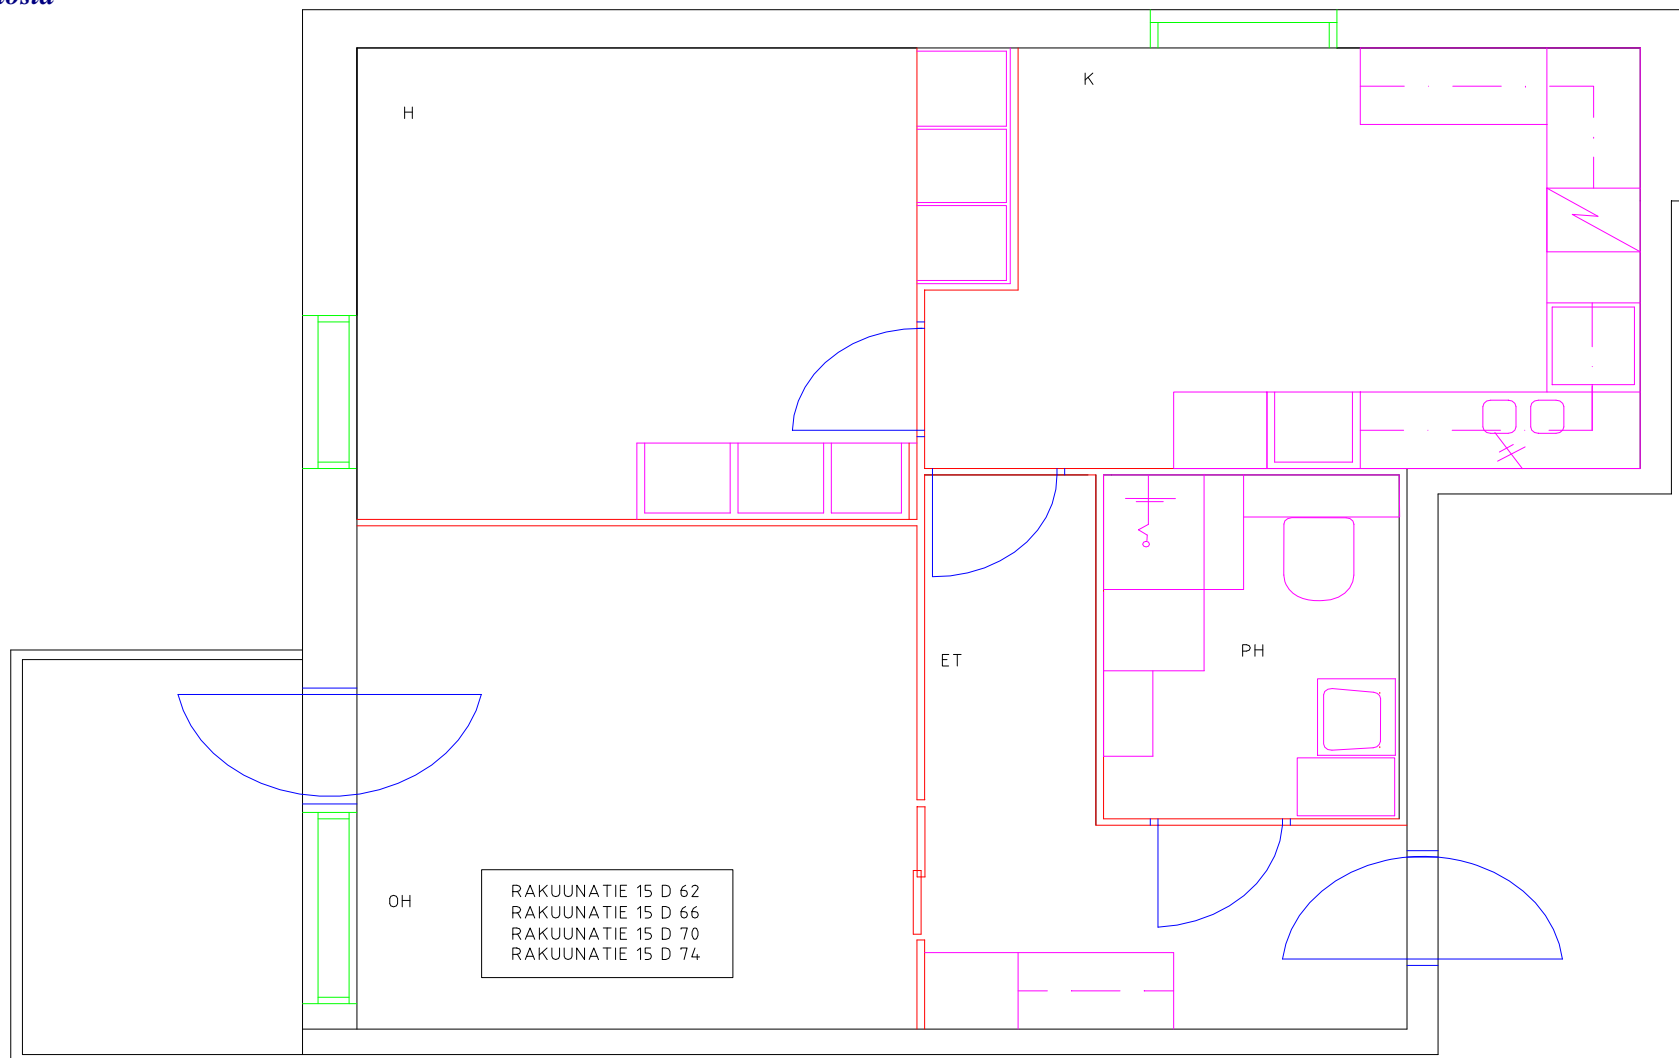 K
H
ET
PH
OH
RAKUUNATIE 15 D 62
RAKUUNATIE 15 D 66
RAKUUNATIE 15 D 70
RAKUUNATIE 15 D 74